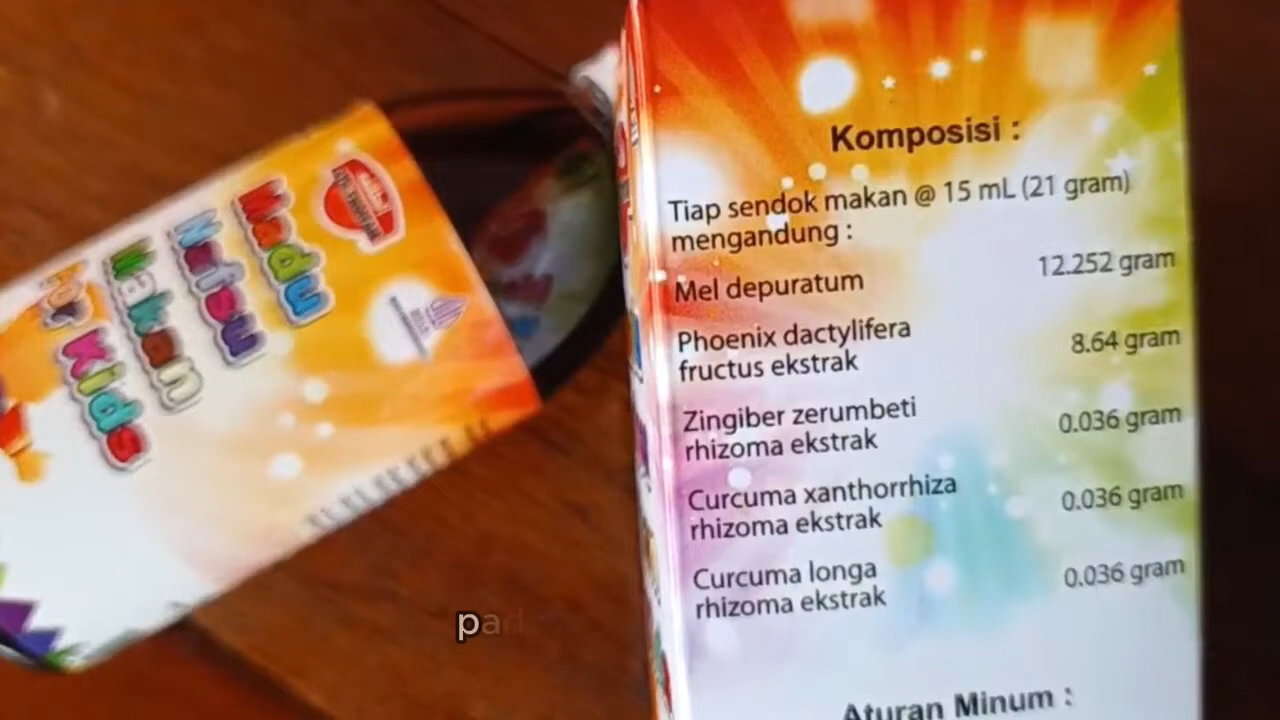 Madu
Nafsu
Makan
For Kids
Komposisi :
Tiap sendok makan @ 15 mL (21 gram)
mengandung :
Mel depuratum 12.252 gram
Phoenix dactylifera
fructus ekstrak 8.64 gram
Zingiber zerumbeti
rhizoma ekstrak 0.036 gram
Curcuma xanthorrhiza
rhizoma ekstrak 0.036 gram
Curcuma longa
rhizoma ekstrak 0.036 gram
Aturan Minum :
pad